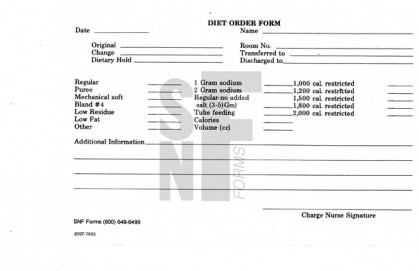 DIET ORDER FORM
Date Name
Original Room No.
Change Transferred to
Dietary Hold Discharged to
Regular 1 Gram sodium 1,000 cal. restricted
Puree 2 Gram sodium 1,200 cal. restricted
Mechanical soft Regular-no added 1,500 cal. restricted
Bland #4 salt (3-5)Gm) 1,800 cal. restricted
Low Residue Tube feeding 2,000 cal. restricted
Low Fat Calories
Other Volume (cc)
Additional Information
SNF FORMS
Charge Nurse Signature
SNF Forms (800) 648-6499
SNF-7001